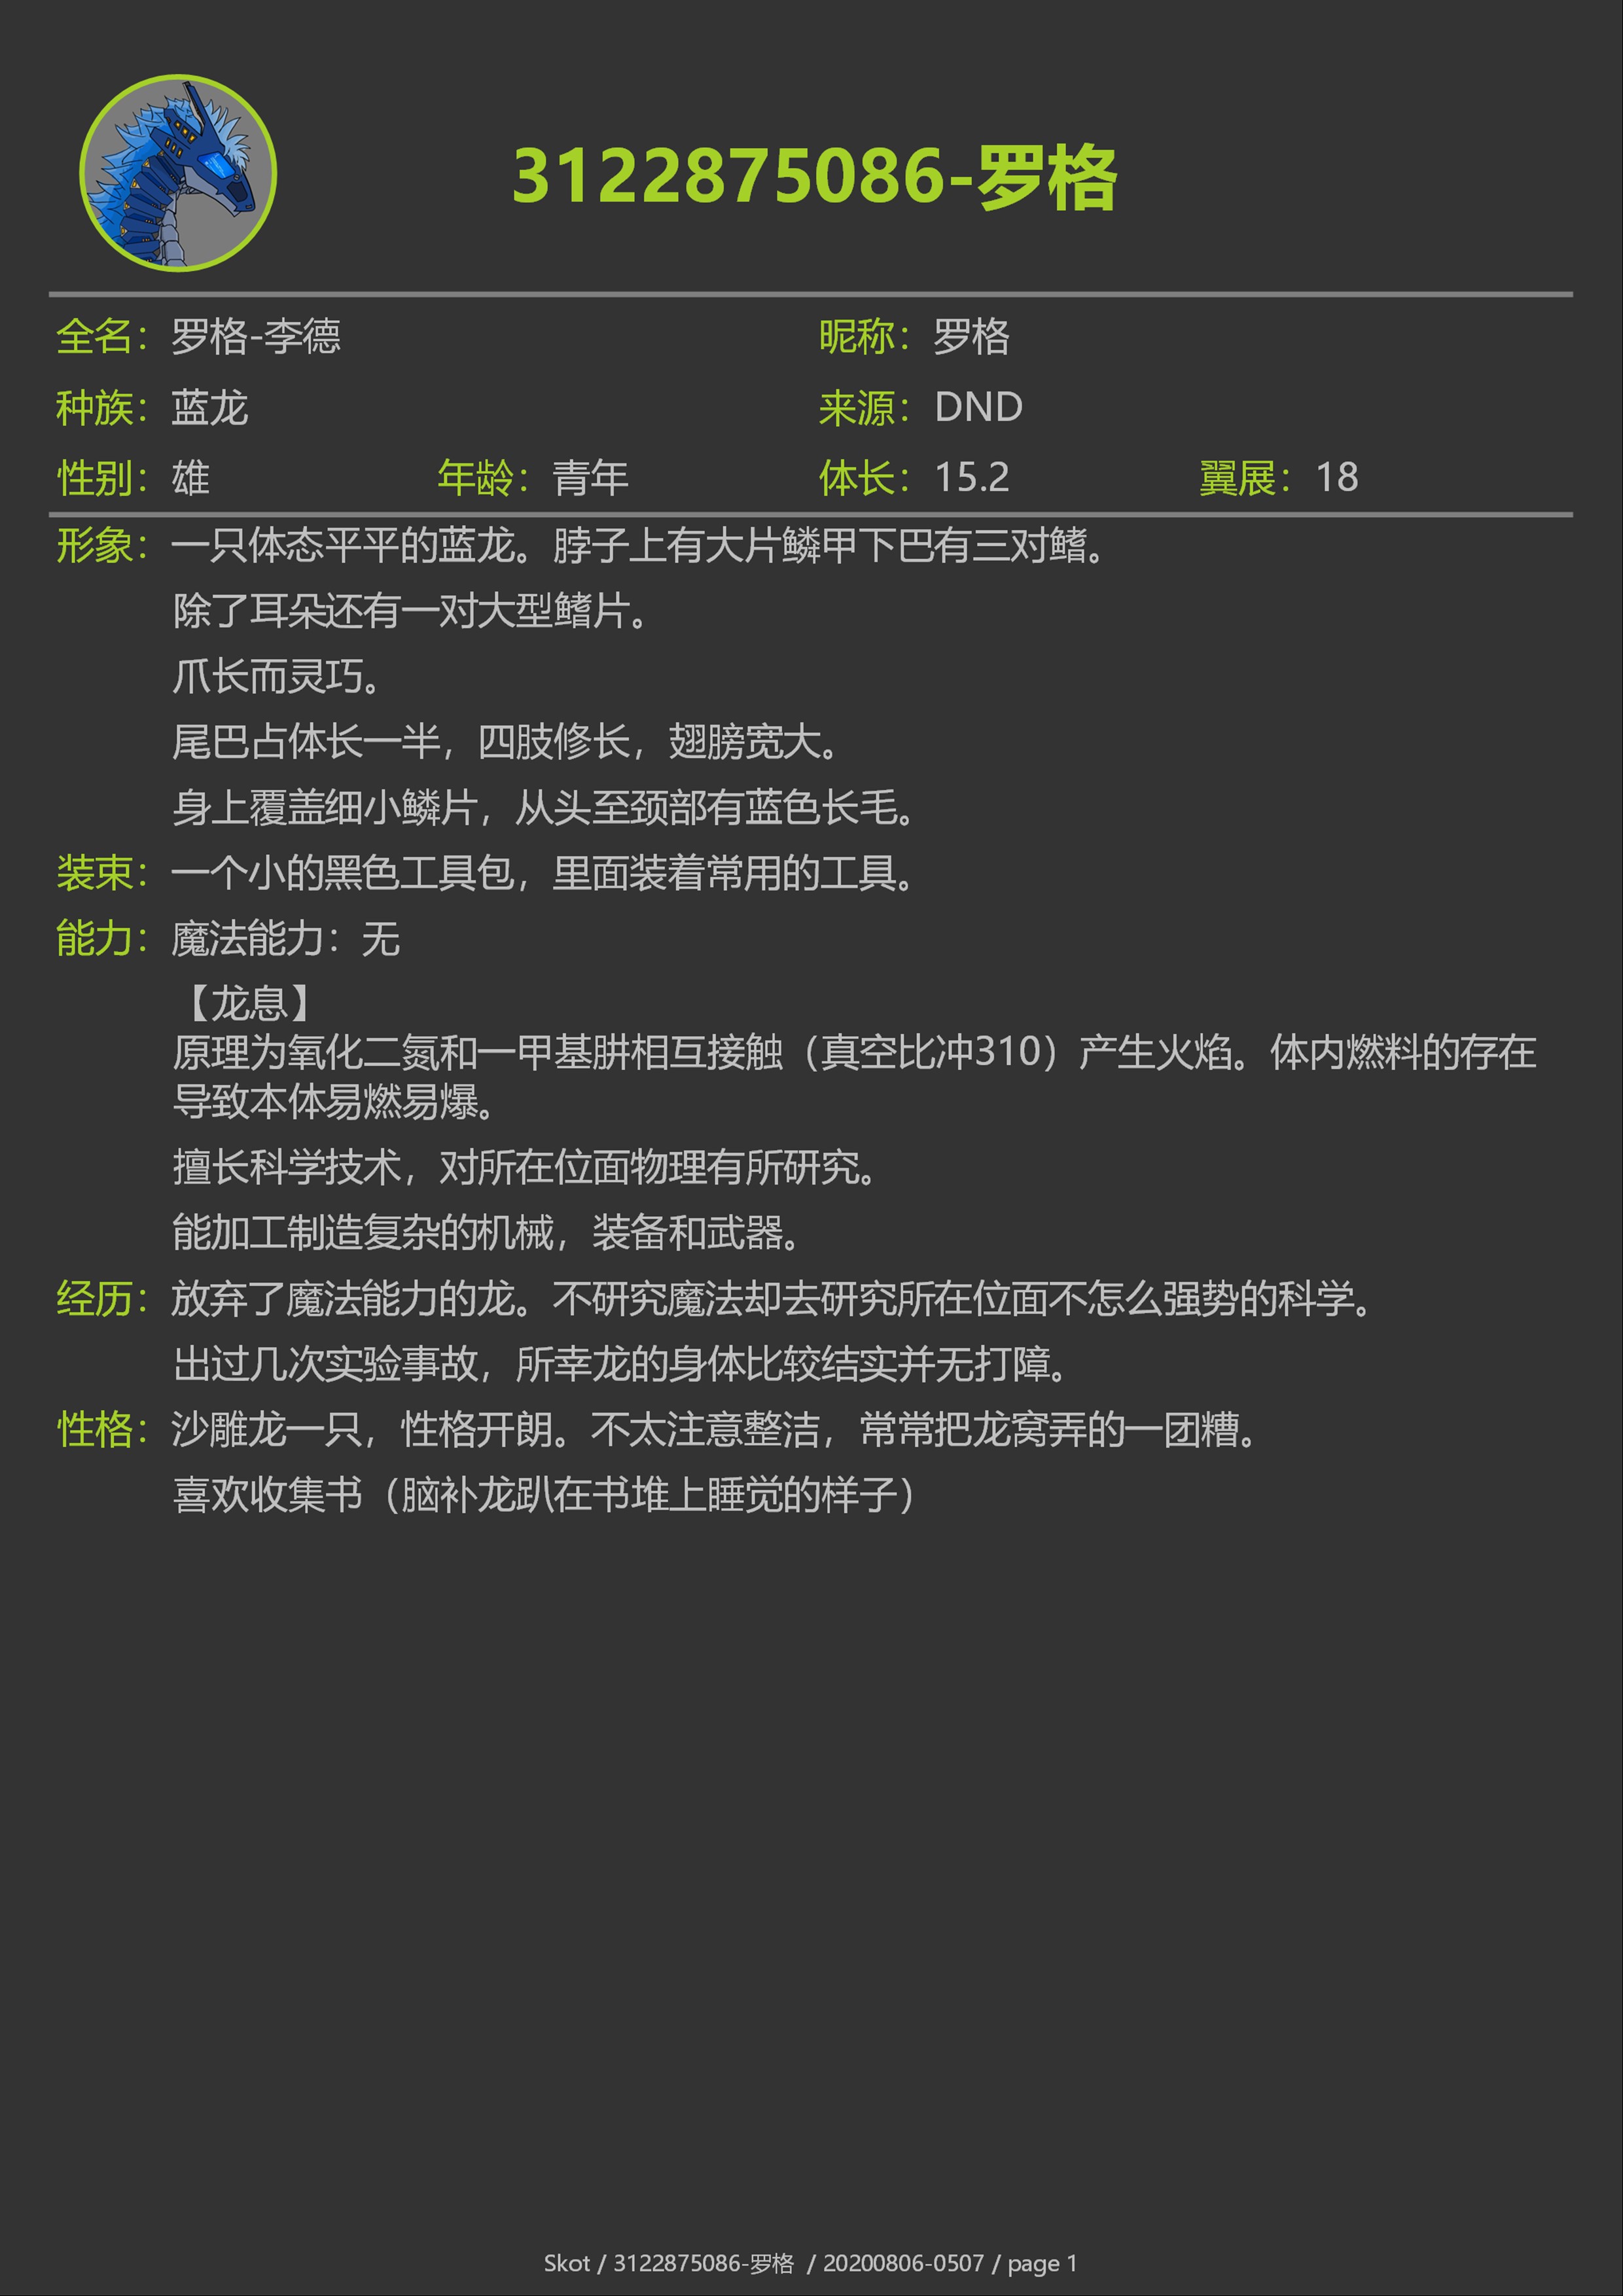 3122875086-罗格
全名：罗格-李德 昵称：罗格
种族：蓝龙 来源：DND
性别：雄 年龄：青年 体长：15.2 翼展：18
形象：一只体态平平的蓝龙。脖子上有大片鳞甲下巴有三对鳍。
除了耳朵还有一对大型鳍片。
爪长而灵巧。
尾巴占体长一半，四肢修长，翅膀宽大。
身上覆盖细小鳞片，从头至颈部有蓝色长毛。
装束：一个小的黑色工具包，里面装着常用的工具。
能力：魔法能力：无
【龙息】
原理为氧化二氮和一甲基肼相互接触（真空比冲310）产生火焰。体内燃料的存在
导致本体易燃易爆。
擅长科学技术，对所在位面物理有所研究。
能加工制造复杂的机械，装备和武器。
经历：放弃了魔法能力的龙。不研究魔法却去研究所在位面不怎么强势的科学。
出过几次实验事故，所幸龙的身体比较结实并无打障。
性格：沙雕龙一只，性格开朗。不太注意整洁，常常把龙窝弄的一团糟。
喜欢收集书（脑补龙趴在书堆上睡觉的样子）
Skot / 3122875086-罗格 / 20200806-0507 / page 1